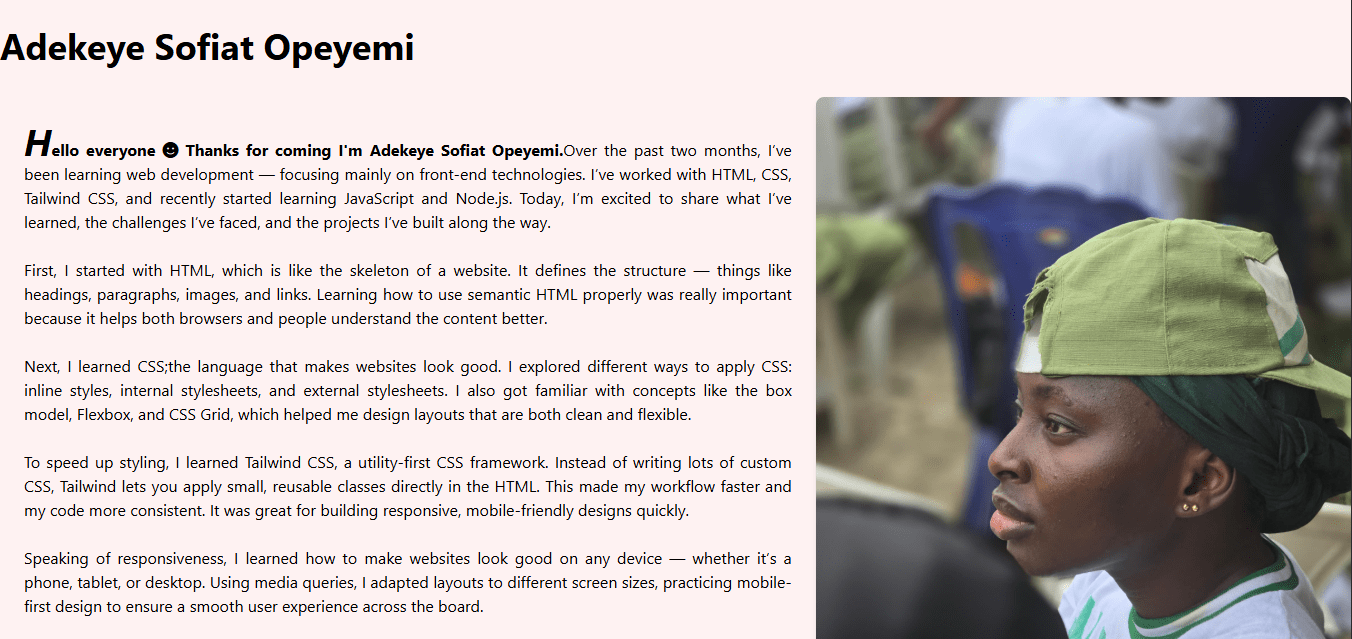 Adekeye Sofiat Opeyemi
Hello everyone ☻ Thanks for coming I'm Adekeye Sofiat Opeyemi.Over the past two months, I’ve
been learning web development — focusing mainly on front-end technologies. I’ve worked with HTML, CSS,
Tailwind CSS, and recently started learning JavaScript and Node.js. Today, I’m excited to share what I’ve
learned, the challenges I’ve faced, and the projects I’ve built along the way.
First, I started with HTML, which is like the skeleton of a website. It defines the structure — things like
headings, paragraphs, images, and links. Learning how to use semantic HTML properly was really important
because it helps both browsers and people understand the content better.
Next, I learned CSS;the language that makes websites look good. I explored different ways to apply CSS:
inline styles, internal stylesheets, and external stylesheets. I also got familiar with concepts like the box
model, Flexbox, and CSS Grid, which helped me design layouts that are both clean and flexible.
To speed up styling, I learned Tailwind CSS, a utility-first CSS framework. Instead of writing lots of custom
CSS, Tailwind lets you apply small, reusable classes directly in the HTML. This made my workflow faster and
my code more consistent. It was great for building responsive, mobile-friendly designs quickly.
Speaking of responsiveness, I learned how to make websites look good on any device — whether it’s a
phone, tablet, or desktop. Using media queries, I adapted layouts to different screen sizes, practicing mobile-
first design to ensure a smooth user experience across the board.